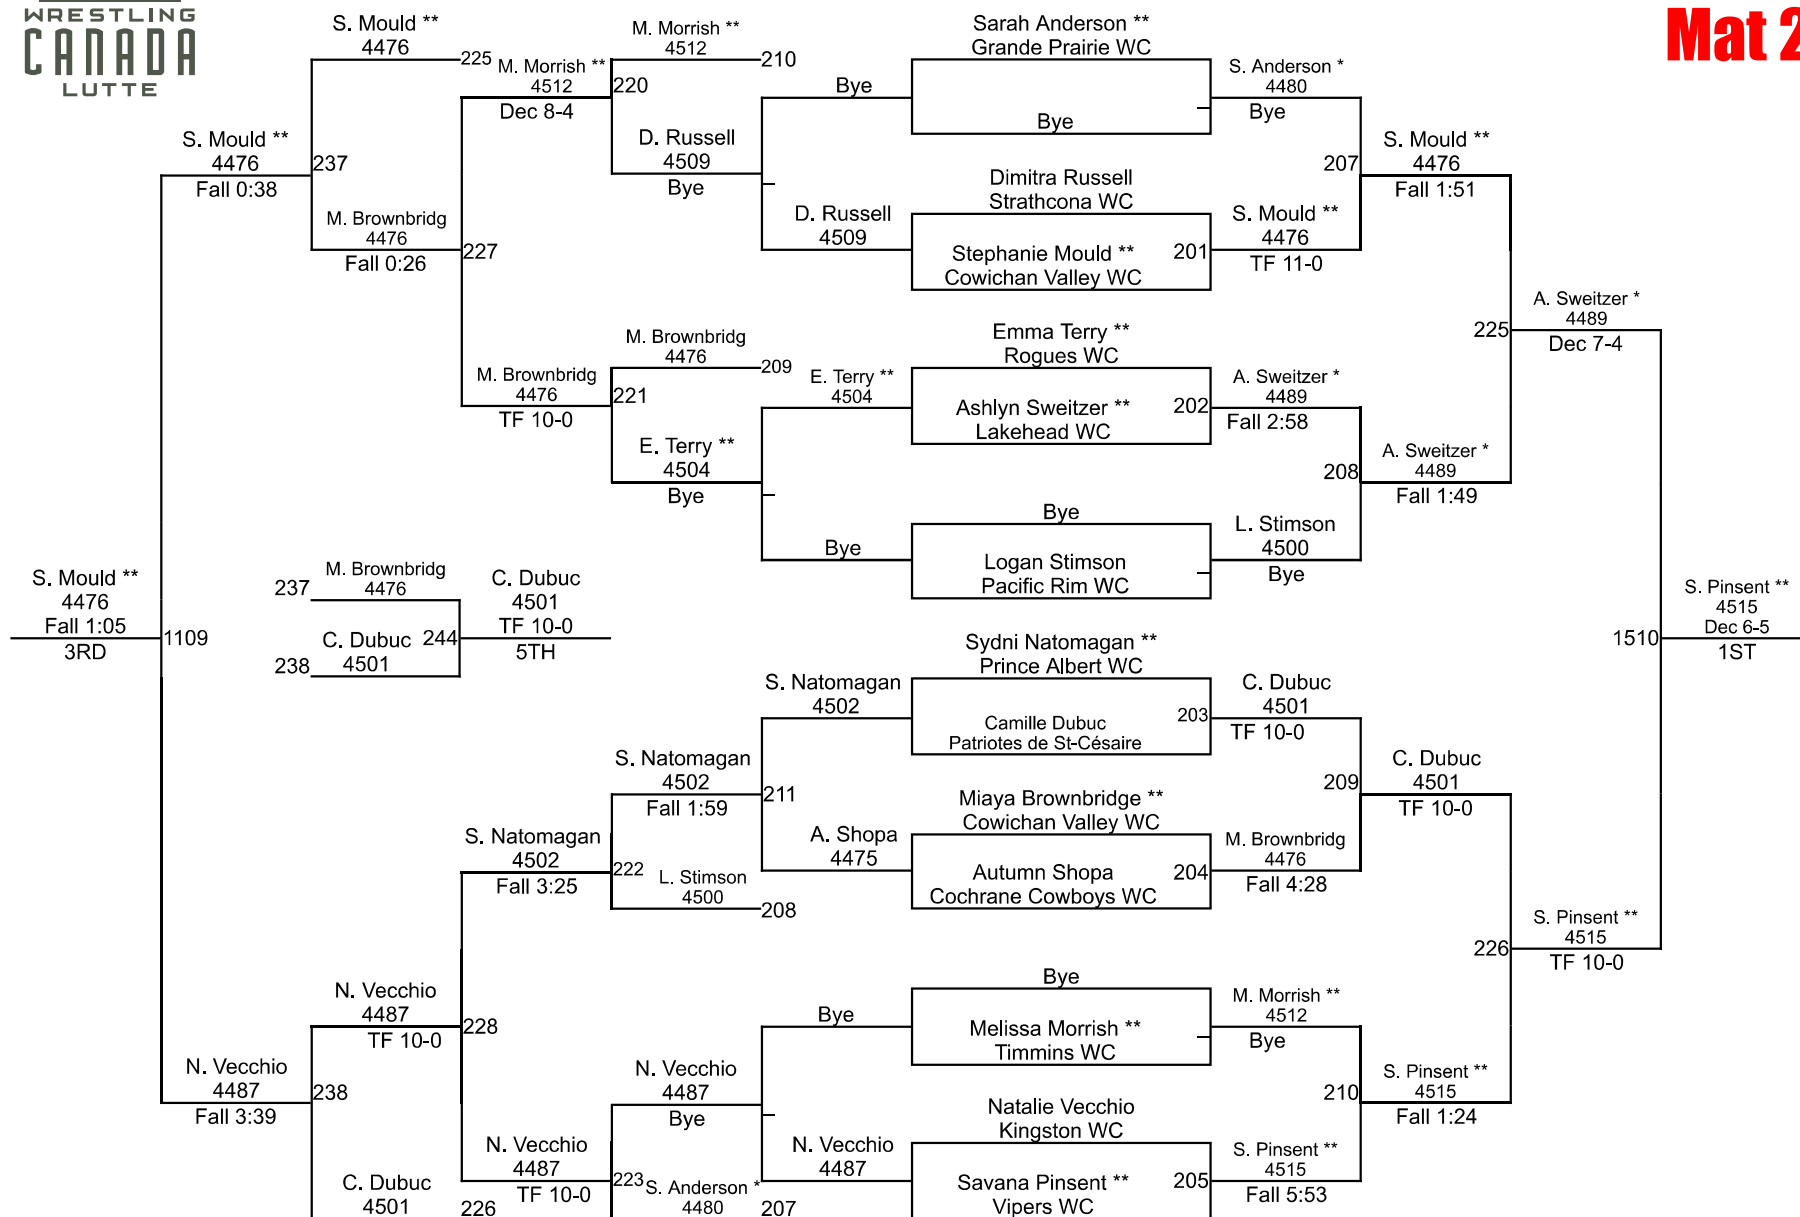 WRESTLING
CANADA
LUTTE
Mat 2
S. Mould **
4476
225
M. Morrish **
4512
Dec 8-4
M. Morrish **
4512
210
220
Bye
Sarah Anderson **
Grande Prairie WC
Bye
S. Anderson *
4480
Bye
S. Mould **
4476
Fall 0:38
237
D. Russell
4509
Bye
D. Russell
4509
Dimitra Russell
Strathcona WC
Stephanie Mould **
Cowichan Valley WC
201
S. Mould **
4476
TF 11-0
207
S. Mould **
4476
Fall 1:51
M. Brownbridg
4476
Fall 0:26
227
M. Brownbridg
4476
209
M. Brownbridg
4476
TF 10-0
221
E. Terry **
4504
Bye
E. Terry **
4504
Emma Terry **
Rogues WC
Ashlyn Sweitzer **
Lakehead WC
202
A. Sweitzer *
4489
Fall 2:58
225
A. Sweitzer *
4489
Dec 7-4
208
A. Sweitzer *
4489
Fall 1:49
Bye
Bye
Logan Stimson
Pacific Rim WC
L. Stimson
4500
Bye
S. Mould **
4476
Fall 1:05
3RD
1109
237
M. Brownbridg
4476
238
C. Dubuc
4501
244
C. Dubuc
4501
TF 10-0
5TH
1510
S. Pinsent **
4515
Dec 6-5
1ST
S. Natomagan
4502
Sydni Natomagan **
Prince Albert WC
Camille Dubuc
Patriotes de St-Césaire
203
C. Dubuc
4501
TF 10-0
S. Natomagan
4502
Fall 1:59
211
A. Shopa
4475
Miaya Brownbridge **
Cowichan Valley WC
Autumn Shopa
Cochrane Cowboys WC
204
M. Brownbridg
4476
Fall 4:28
209
C. Dubuc
4501
TF 10-0
S. Natomagan
4502
Fall 3:25
222
L. Stimson
4500
208
226
S. Pinsent **
4515
TF 10-0
N. Vecchio
4487
TF 10-0
228
Bye
Bye
Melissa Morrish **
Timmins WC
M. Morrish **
4512
Bye
N. Vecchio
4487
Fall 3:39
238
N. Vecchio
4487
Bye
N. Vecchio
4487
Natalie Vecchio
Kingston WC
Savana Pinsent **
Vipers WC
205
S. Pinsent **
4515
Fall 5:53
210
S. Pinsent **
4515
Fall 1:24
C. Dubuc
4501
226
N. Vecchio
4487
TF 10-0
223
S. Anderson *
4480
207